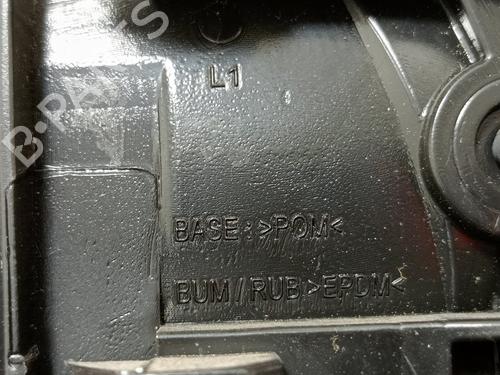 B-PARTS
L1
BASE : >POM<
BUM / RUB >EPDM<